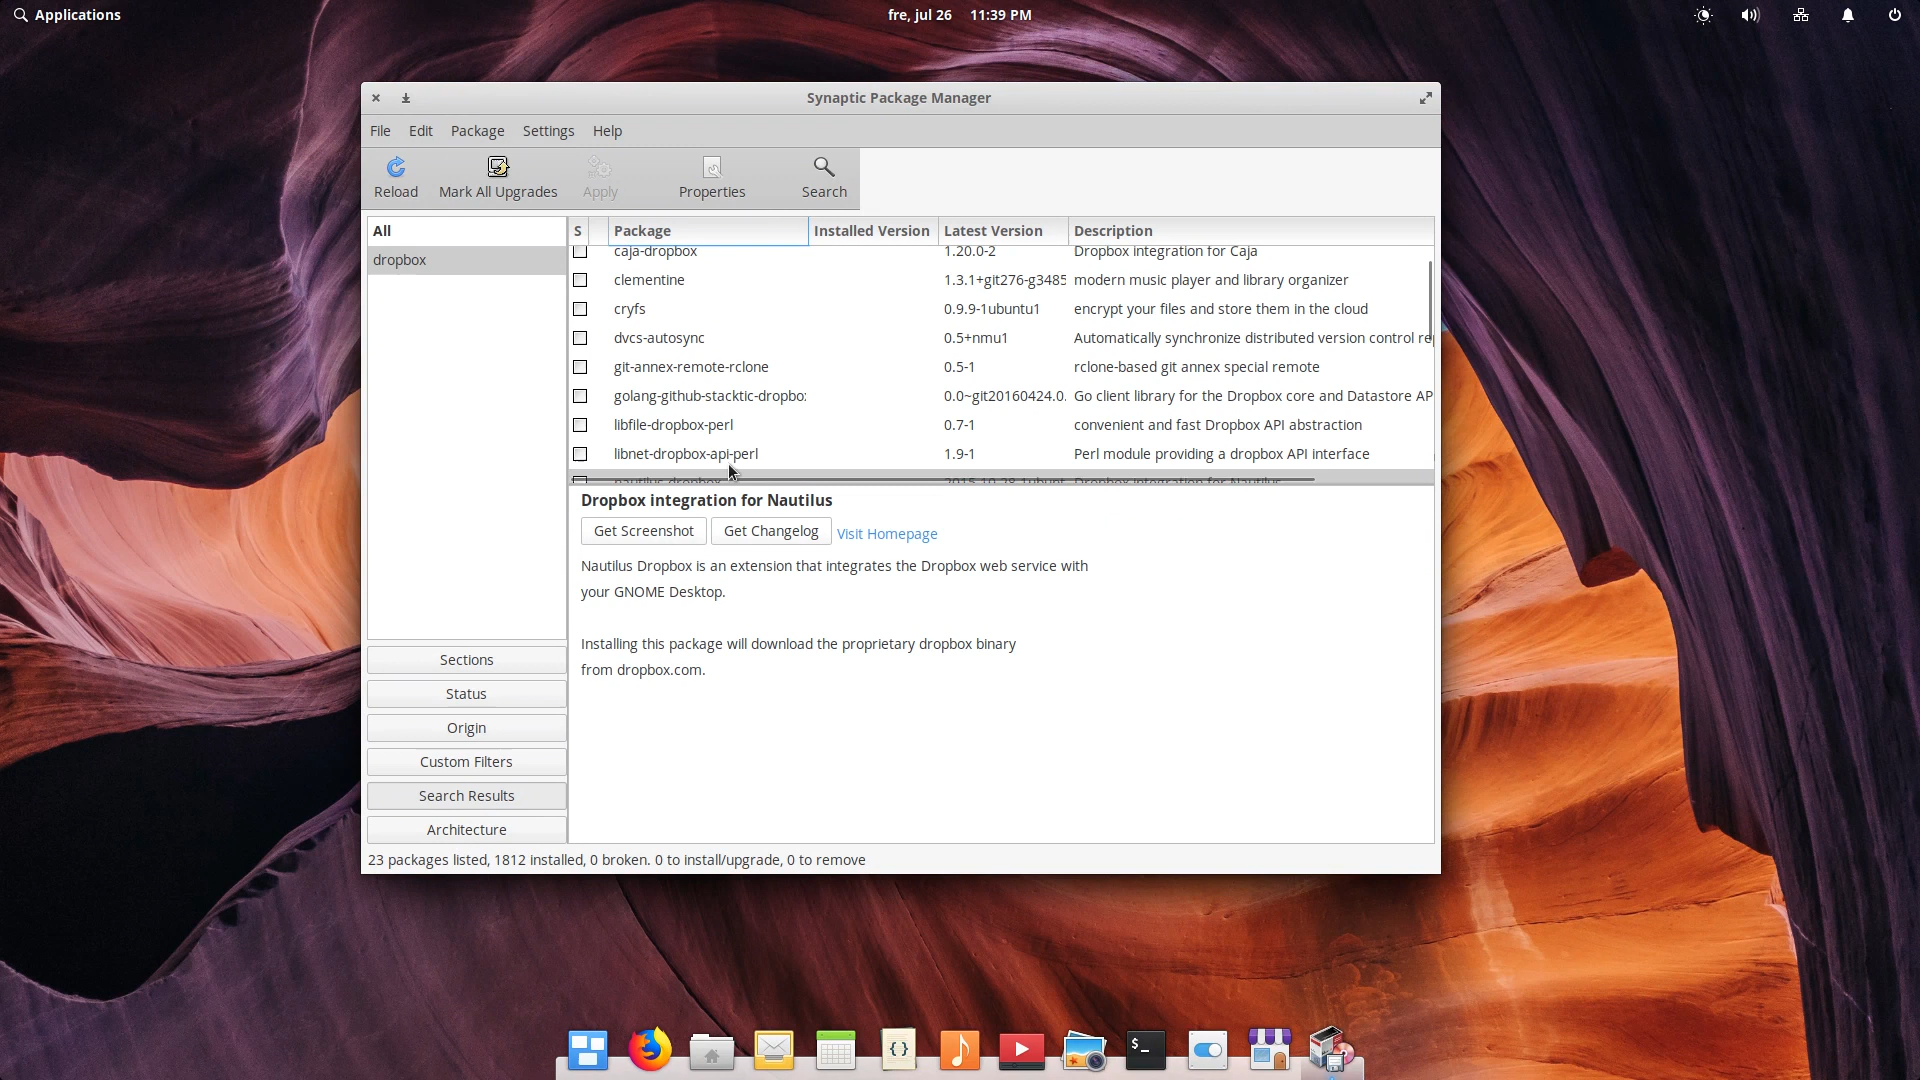 Applications
fre, jul 26 11:39 PM
Synaptic Package Manager
File Edit Package Settings Help
Reload Mark All Upgrades Apply Properties Search
All
dropbox
S Package Installed Version Latest Version Description
caja-dropbox 1.20.0-2 Dropbox integration for Caja
clementine 1.3.1+git276-g3485 modern music player and library organizer
cryfs 0.9.9-1ubuntu1 encrypt your files and store them in the cloud
dvcs-autosync 0.5+nmu1 Automatically synchronize distributed version control re
git-annex-remote-rclone 0.5-1 rclone-based git annex special remote
golang-github-stacktic-dropbo 0.0~git20160424.0. Go client library for the Dropbox core and Datastore AP
libfile-dropbox-perl 0.7-1 convenient and fast Dropbox API abstraction
libnet-dropbox-api-perl 1.9-1 Perl module providing a dropbox API interface
nautilus-dropbox 2015.10.28-1ubunt Dropbox integration for Nautilus
Dropbox integration for Nautilus
Get Screenshot Get Changelog Visit Homepage
Nautilus Dropbox is an extension that integrates the Dropbox web service with
your GNOME Desktop.
Installing this package will download the proprietary dropbox binary
from dropbox.com.
Sections
Status
Origin
Custom Filters
Search Results
Architecture
23 packages listed, 1812 installed, 0 broken. 0 to install/upgrade, 0 to remove
{}
$_